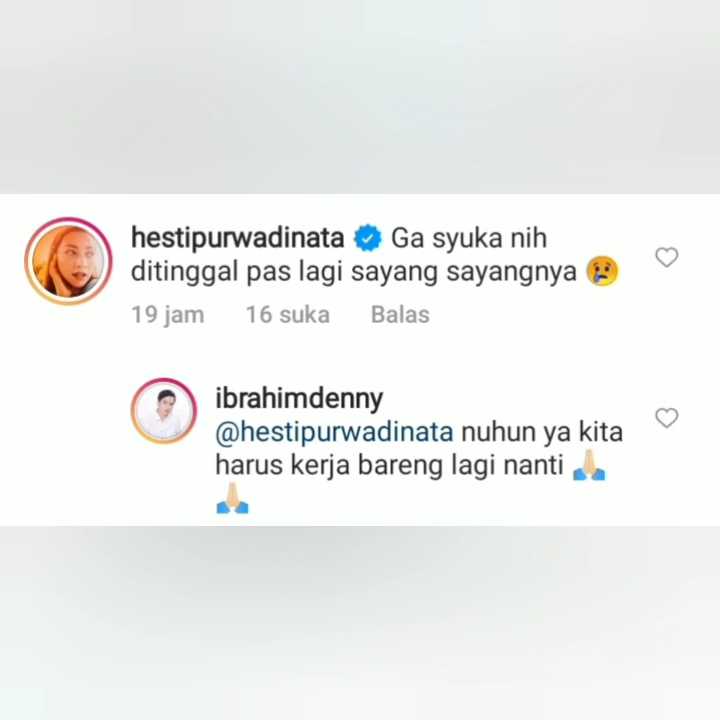 hestipurwadinata Ga syuka nih
ditinggal pas lagi sayang sayangnya 😢
19 jam 16 suka Balas
ibrahimdenny
@hestipurwadinata nuhun ya kita
harus kerja bareng lagi nanti 🙏🏼
🙏🏼